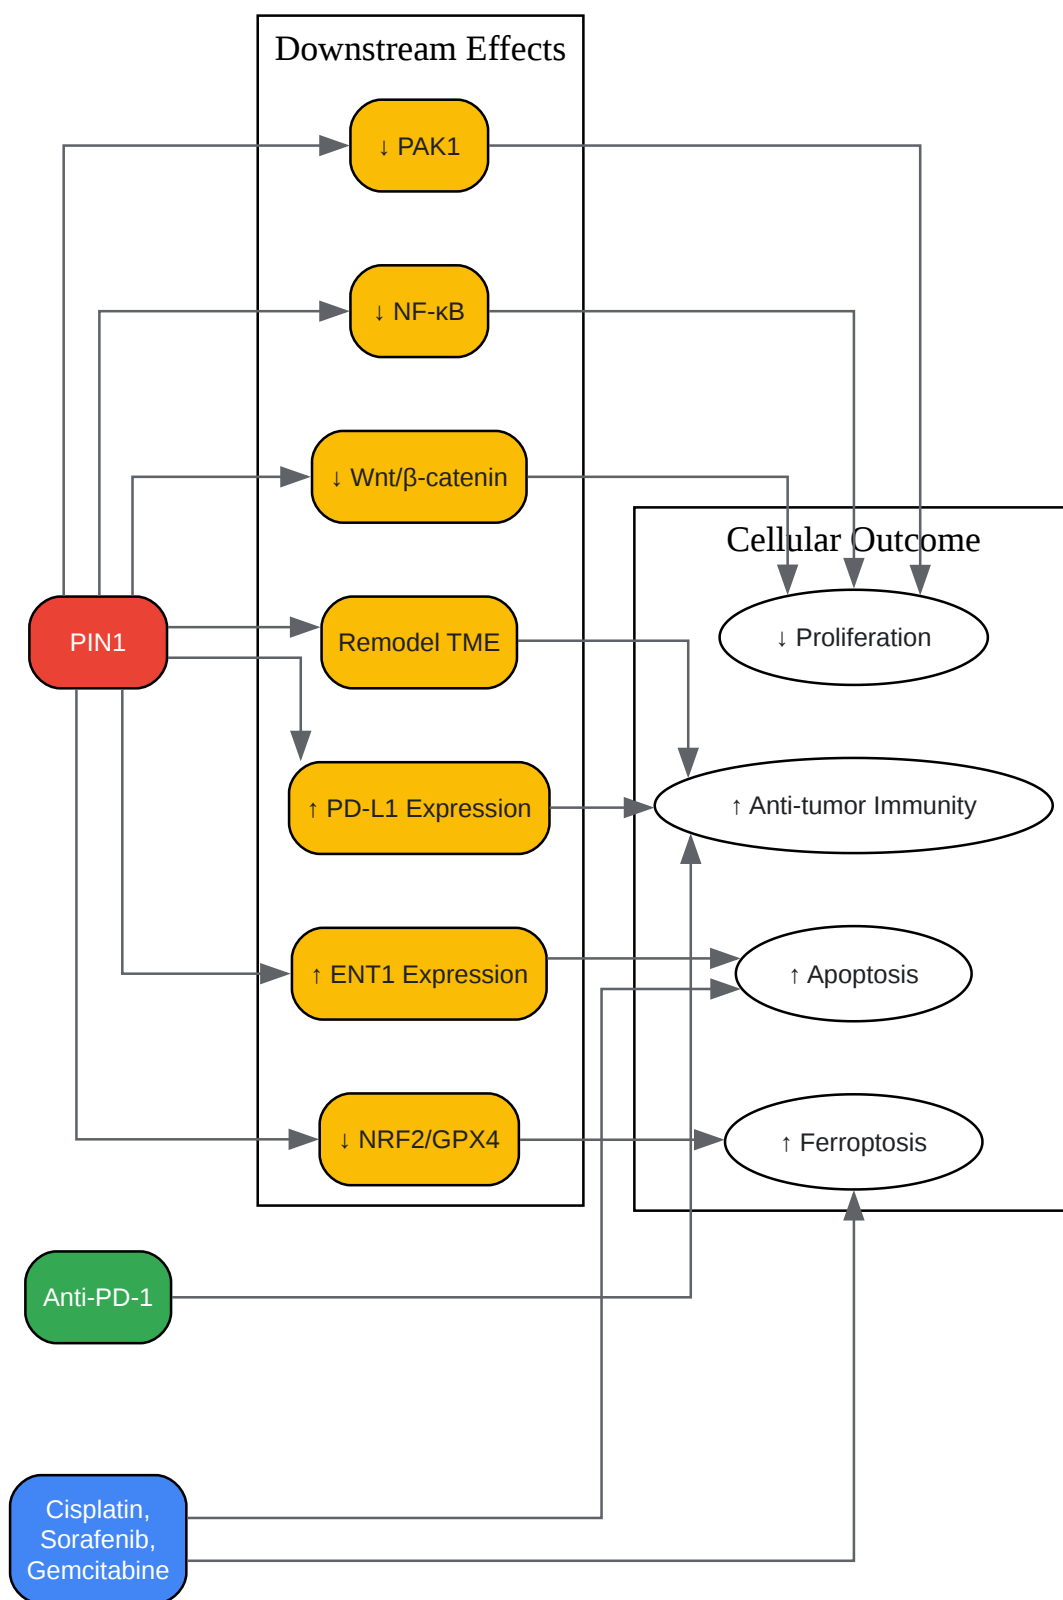 Downstream Effects
↓ PAK1
↓ NF-κB
↓ Wnt/β-catenin
Cellular Outcome
PIN1
Remodel TME
↓ Proliferation
↑ PD-L1 Expression
↑ Anti-tumor Immunity
↑ ENT1 Expression
↑ Apoptosis
↓ NRF2/GPX4
↑ Ferroptosis
Anti-PD-1
Cisplatin,
Sorafenib,
Gemcitabine